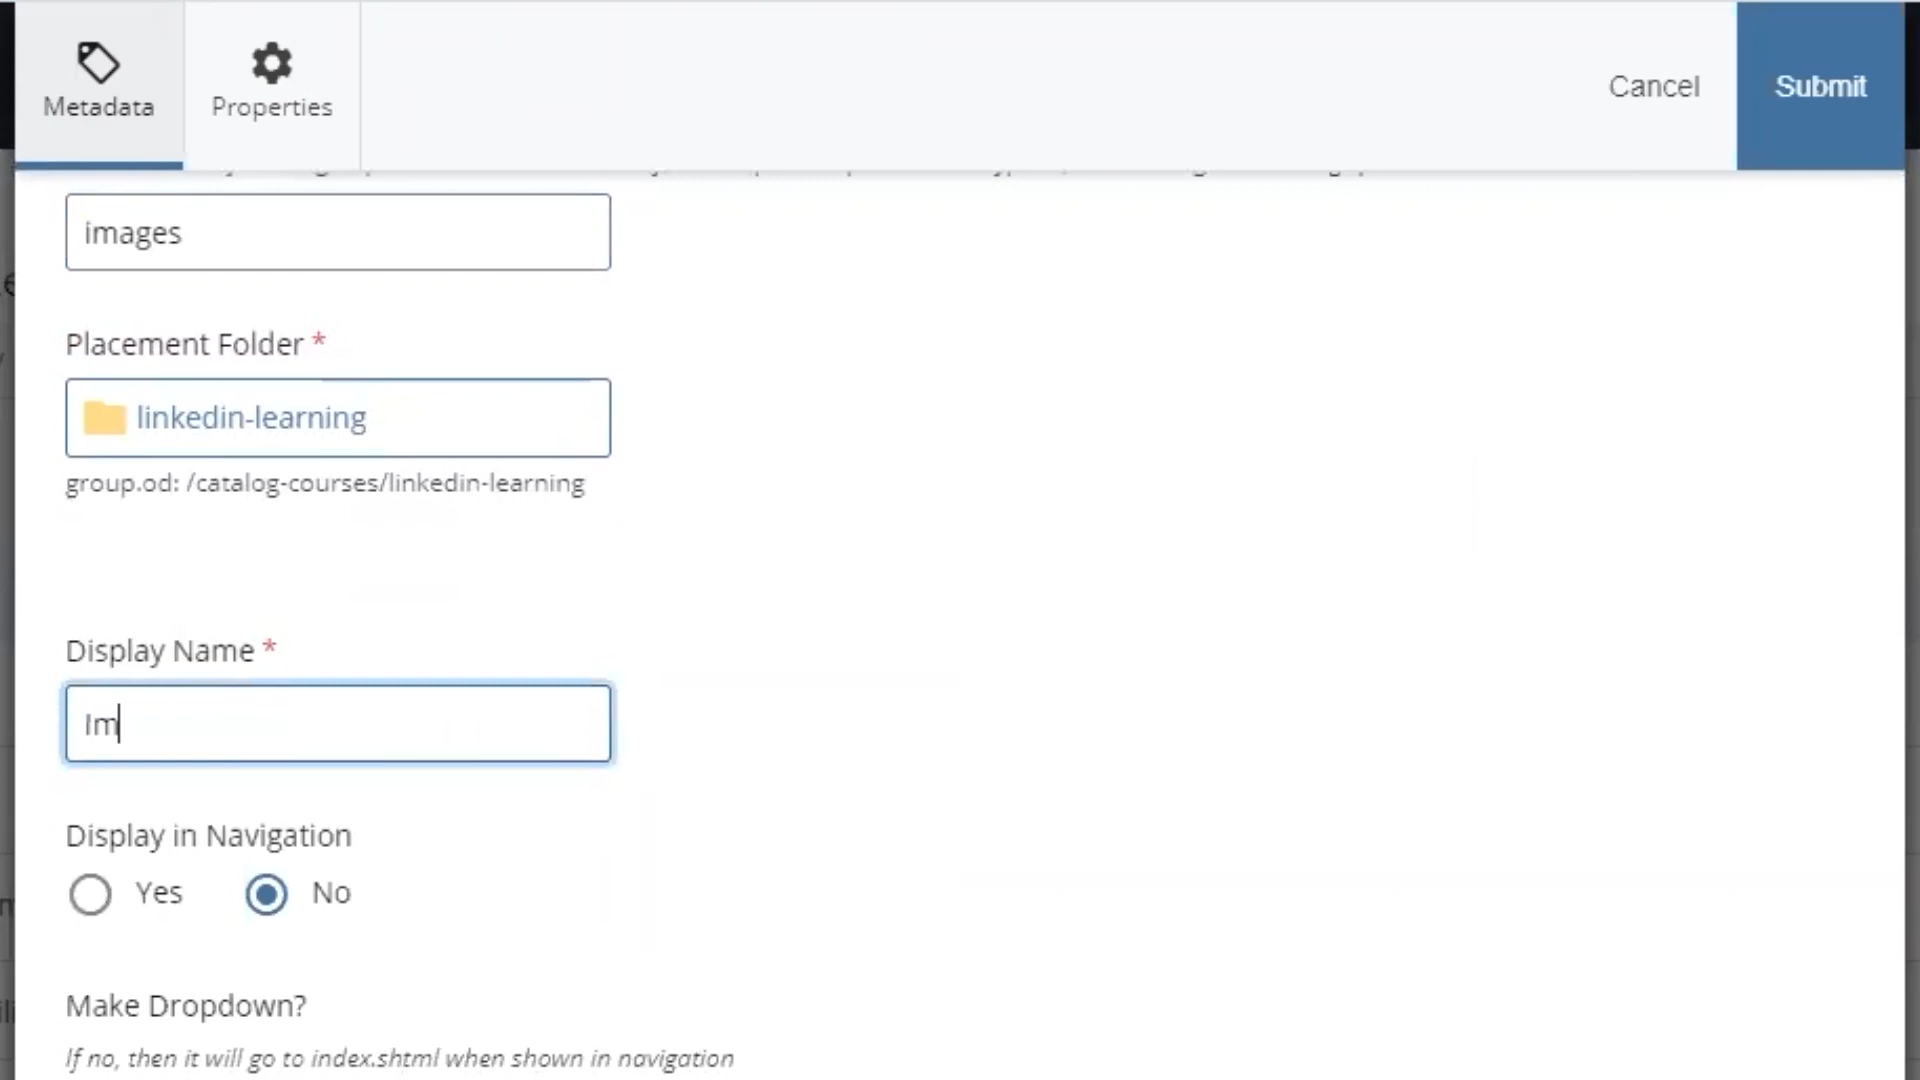 Metadata
Properties
Cancel
Submit
images
Placement Folder *
linkedin-learning
group.od: /catalog-courses/linkedin-learning
Display Name *
Im
Display in Navigation
Yes No
Make Dropdown?
If no, then it will go to index.shtml when shown in navigation